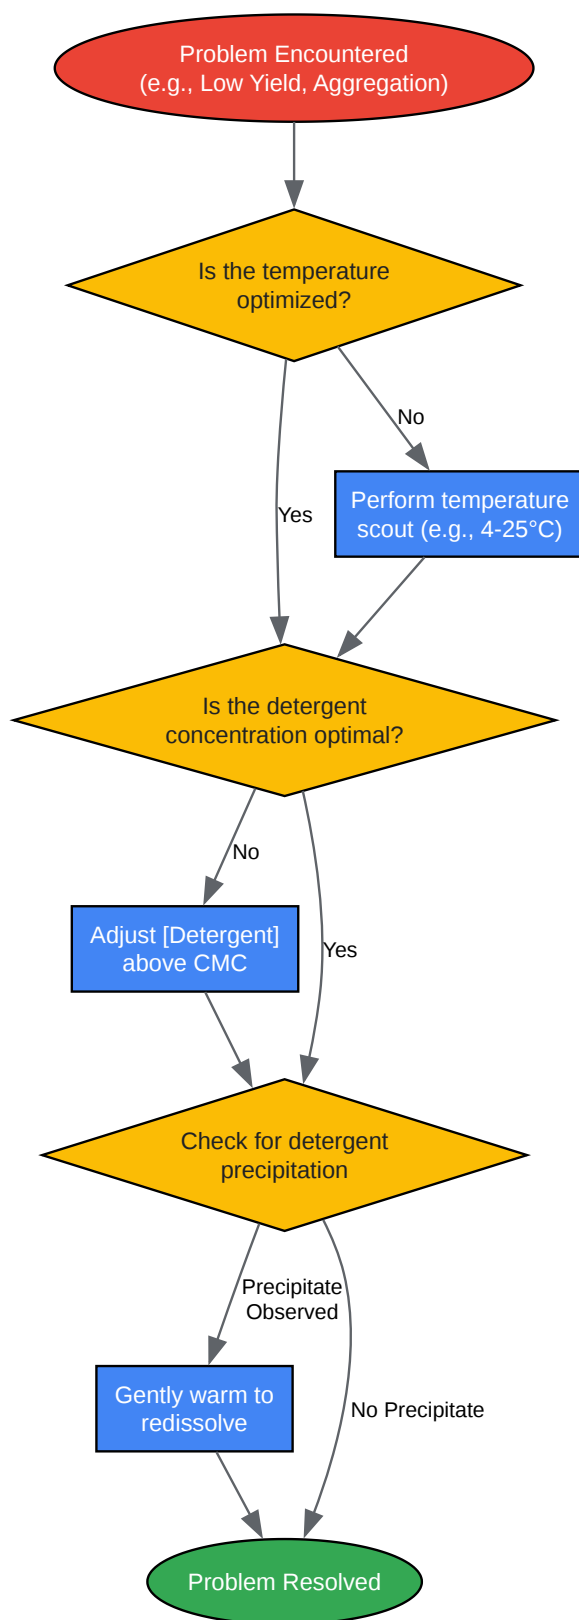 Problem Encountered
(e.g., Low Yield, Aggregation)
Is the temperature
optimized?
No
Perform temperature
scout (e.g., 4-25°C)
Yes
Is the detergent
concentration optimal?
No
Adjust [Detergent]
above CMC
Yes
Check for detergent
precipitation
Precipitate
Observed
Gently warm to
redissolve
No Precipitate
Problem Resolved